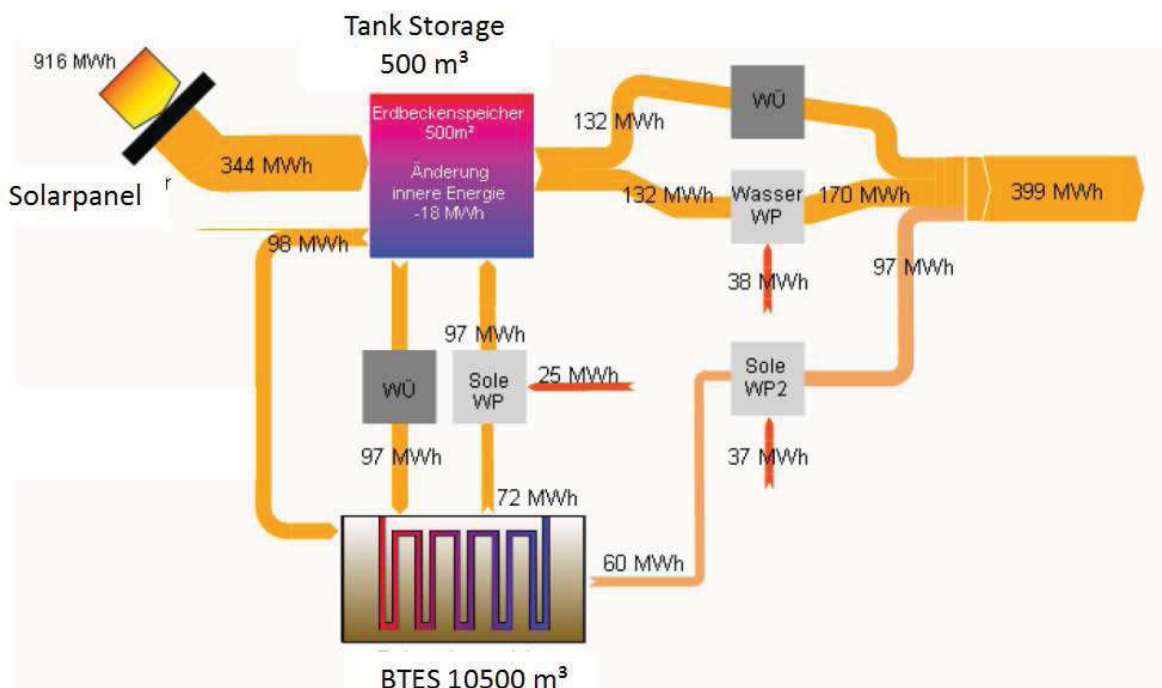 Tank Storage
500 m³
916 MWh
Erdbeckenspeicher
500m²
Änderung
innere Energie
-18 MWh
344 MWh
Solarpanel
r
98 MWh
132 MWh
WÜ
132 MWh
Wasser
WP
170 MWh
399 MWh
38 MWh
97 MWh
97 MWh
WÜ
Sole
WP
25 MWh
Sole
WP2
97 MWh
72 MWh
37 MWh
60 MWh
BTES 10500 m³